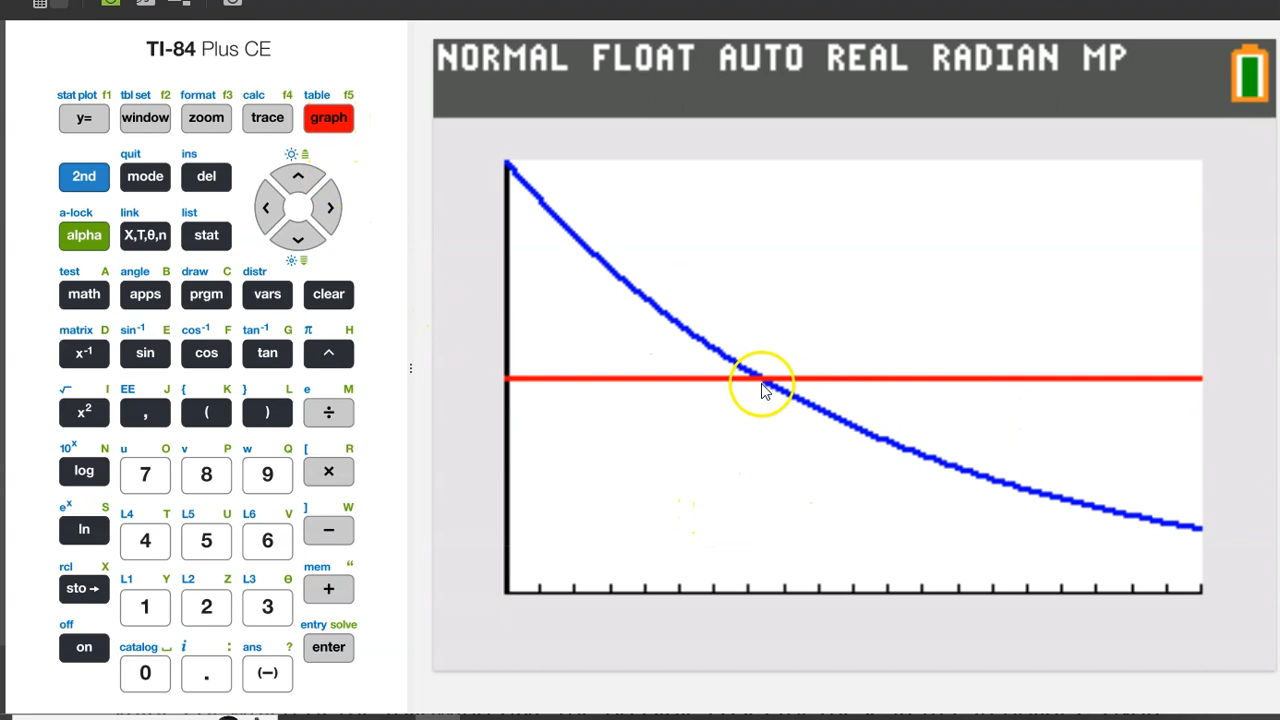 TI-84 Plus CE
NORMAL FLOAT AUTO REAL RADIAN MP
stat plot f1 tbl set f2 format f3 calc f4 table f5
y= window zoom trace graph
quit ins
2nd mode del
a-lock link list
alpha X,T,θ,n stat
test A angle B draw C distr
math apps prgm vars clear
matrix D sin-1 E cos-1 F tan-1 G π H
x-1 sin cos tan ^
√ I EE J { K } L e M
x2 , ( ) ÷
10x N u O v P w Q [ R
log 7 8 9 ×
ex S L4 T L5 U L6 V ] W
ln 4 5 6 −
rcl X L1 Y L2 Z L3 θ mem “
sto→ 1 2 3 +
off catalog ⎵ i : ans ? entry solve
on 0 . (−) enter